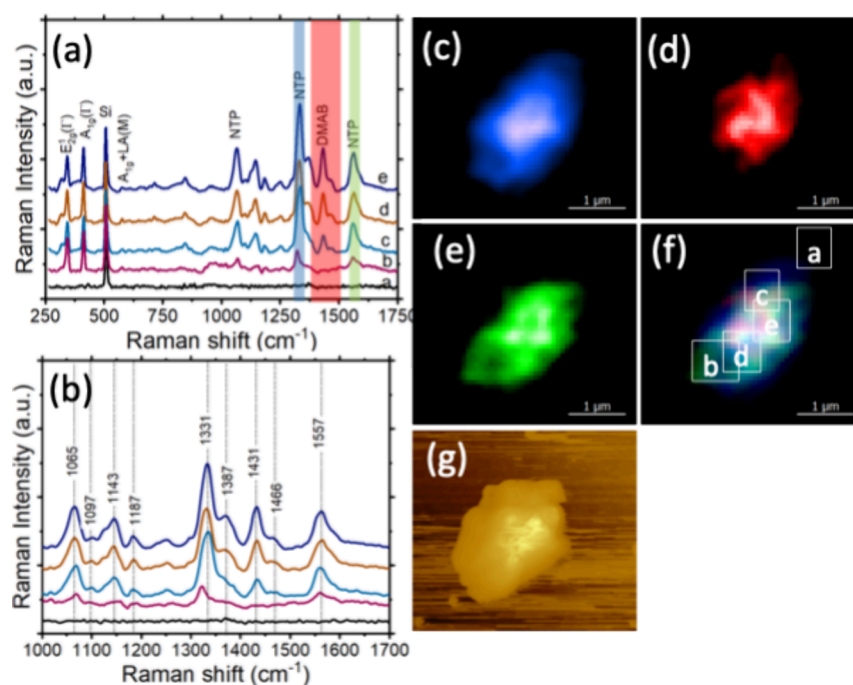 (a)
Raman Intensity (a.u.)
E¹₂g(Γ)
A₁g(Γ)
Si
A₁g+LA(M)
NTP
NTP
DMAB
NTP
e
d
c
b
a
250 500 750 1000 1250 1500 1750
Raman shift (cm⁻¹)
(b)
Raman Intensity (a.u.)
1065
1097
1143
1187
1331
1387
1431
1466
1557
1000 1100 1200 1300 1400 1500 1600 1700
Raman shift (cm⁻¹)
(c)
1 µm
(d)
1 µm
(e)
1 µm
(f)
a
c
e
b
d
1 µm
(g)